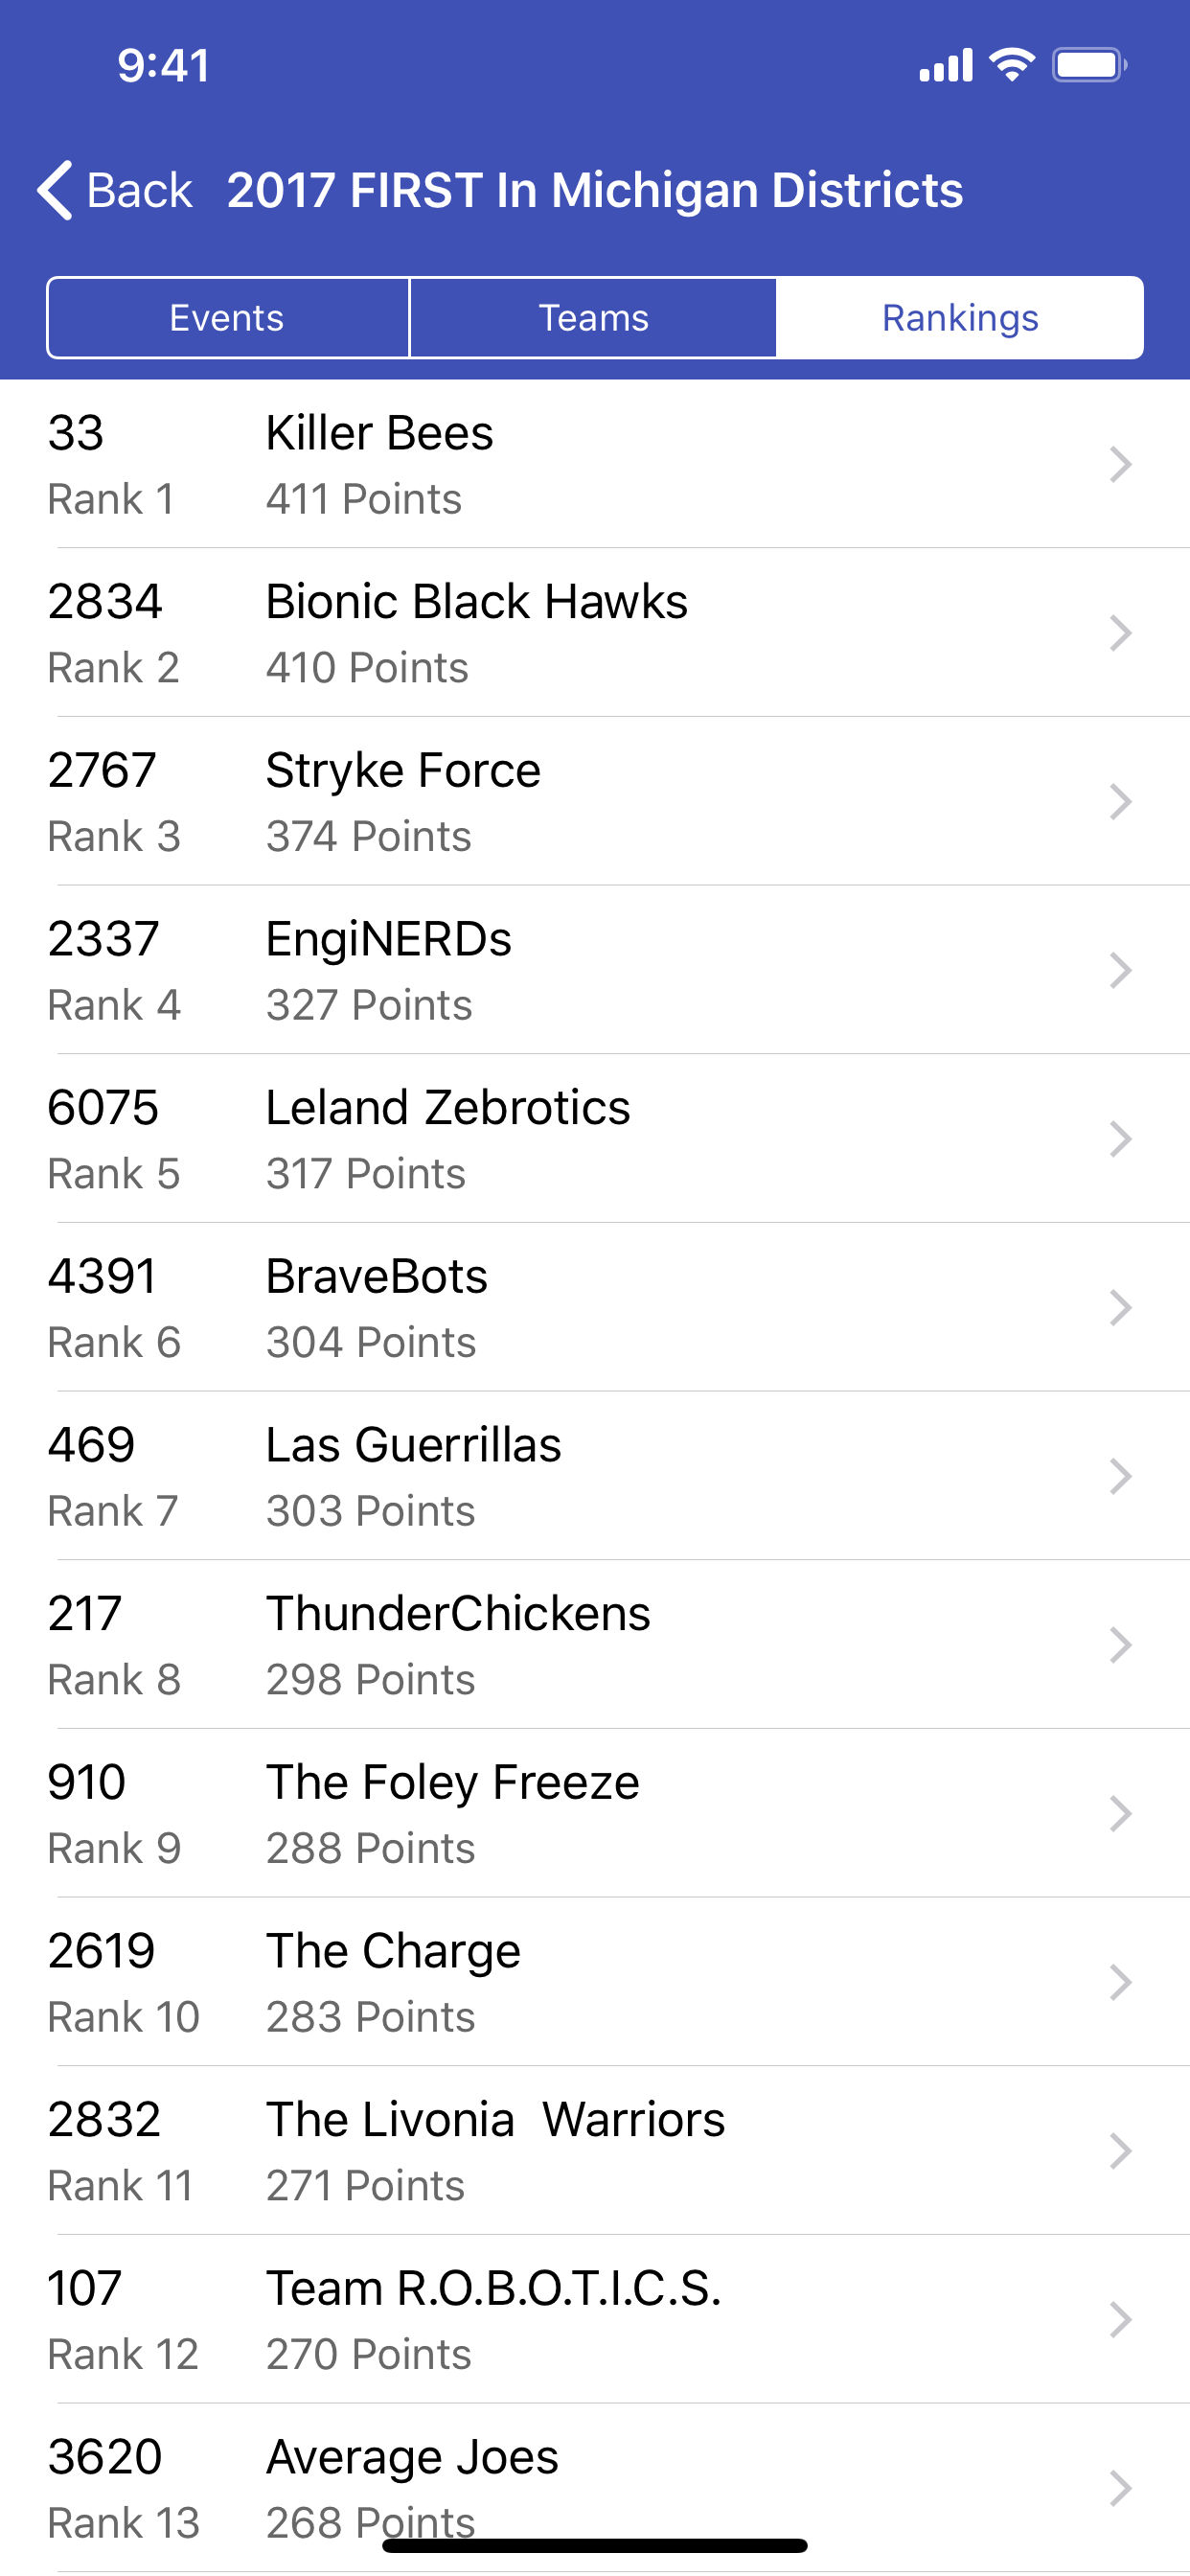 9:41
Back 2017 FIRST In Michigan Districts
Events Teams Rankings
33 Killer Bees
Rank 1 411 Points
2834 Bionic Black Hawks
Rank 2 410 Points
2767 Stryke Force
Rank 3 374 Points
2337 EngiNERDs
Rank 4 327 Points
6075 Leland Zebrotics
Rank 5 317 Points
4391 BraveBots
Rank 6 304 Points
469 Las Guerrillas
Rank 7 303 Points
217 ThunderChickens
Rank 8 298 Points
910 The Foley Freeze
Rank 9 288 Points
2619 The Charge
Rank 10 283 Points
2832 The Livonia  Warriors
Rank 11 271 Points
107 Team R.O.B.O.T.I.C.S.
Rank 12 270 Points
3620 Average Joes
Rank 13 268 Points